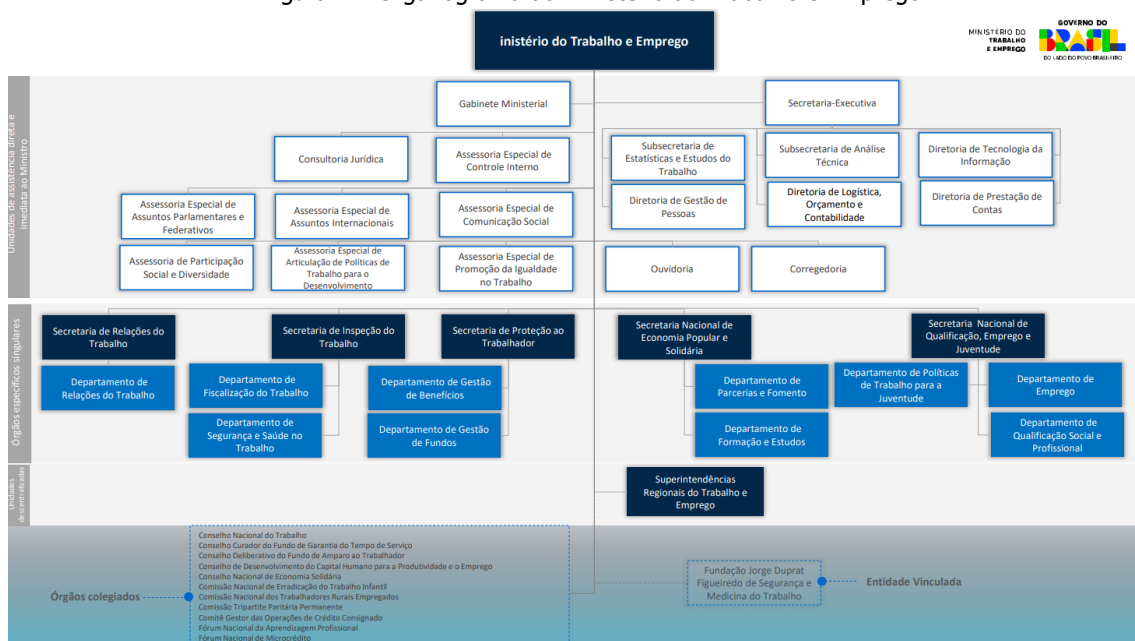 inistério do Trabalho e Emprego
MINISTÉRIO DO
TRABALHO
E EMPREGO
GOVERNO DO
BRASIL
DO LADO DO POVO BRASILEIRO
Unidades de assistência direta e
imediata ao Ministro
Gabinete Ministerial
Secretaria-Executiva
Consultoria Jurídica
Assessoria Especial de
Controle Interno
Subsecretaria de
Estatísticas e Estudos do
Trabalho
Subsecretaria de Análise
Técnica
Diretoria de Tecnologia da
Informação
Assessoria Especial de
Assuntos Parlamentares e
Federativos
Assessoria Especial de
Assuntos Internacionais
Assessoria Especial de
Comunicação Social
Diretoria de Gestão de
Pessoas
Diretoria de Logística,
Orçamento e
Contabilidade
Diretoria de Prestação de
Contas
Assessoria de Participação
Social e Diversidade
Assessoria Especial de
Articulação de Políticas de
Trabalho para o
Desenvolvimento
Assessoria Especial de
Promoção da Igualdade
no Trabalho
Ouvidoria
Corregedoria
Órgãos específicos singulares
Secretaria de Relações do
Trabalho
Secretaria de Inspeção do
Trabalho
Secretaria de Proteção ao
Trabalhador
Secretaria Nacional de
Economia Popular e
Solidária
Secretaria Nacional de
Qualificação, Emprego e
Juventude
Departamento de
Relações do Trabalho
Departamento de
Fiscalização do Trabalho
Departamento de Gestão
de Benefícios
Departamento de
Parcerias e Fomento
Departamento de Políticas
de Trabalho para a
Juventude
Departamento de
Emprego
Departamento de
Segurança e Saúde no
Trabalho
Departamento de Gestão
de Fundos
Departamento de
Formação e Estudos
Departamento de
Qualificação Social e
Profissional
Unidades
descentralizadas
Superintendências
Regionais do Trabalho e
Emprego
Órgãos colegiados
Conselho Nacional do Trabalho
Conselho Curador do Fundo de Garantia do Tempo de Serviço
Conselho Deliberativo do Fundo de Amparo ao Trabalhador
Conselho de Desenvolvimento do Capital Humano para a Produtividade e o Emprego
Conselho Nacional de Economia Solidária
Comissão Nacional de Erradicação do Trabalho Infantil
Comissão Nacional dos Trabalhadores Rurais Empregados
Comissão Tripartite Paritária Permanente
Comitê Gestor das Operações de Crédito Consignado
Fórum Nacional da Aprendizagem Profissional
Fórum Nacional de Microcrédito
Fundação Jorge Duprat
Figueiredo de Segurança e
Medicina do Trabalho
Entidade Vinculada